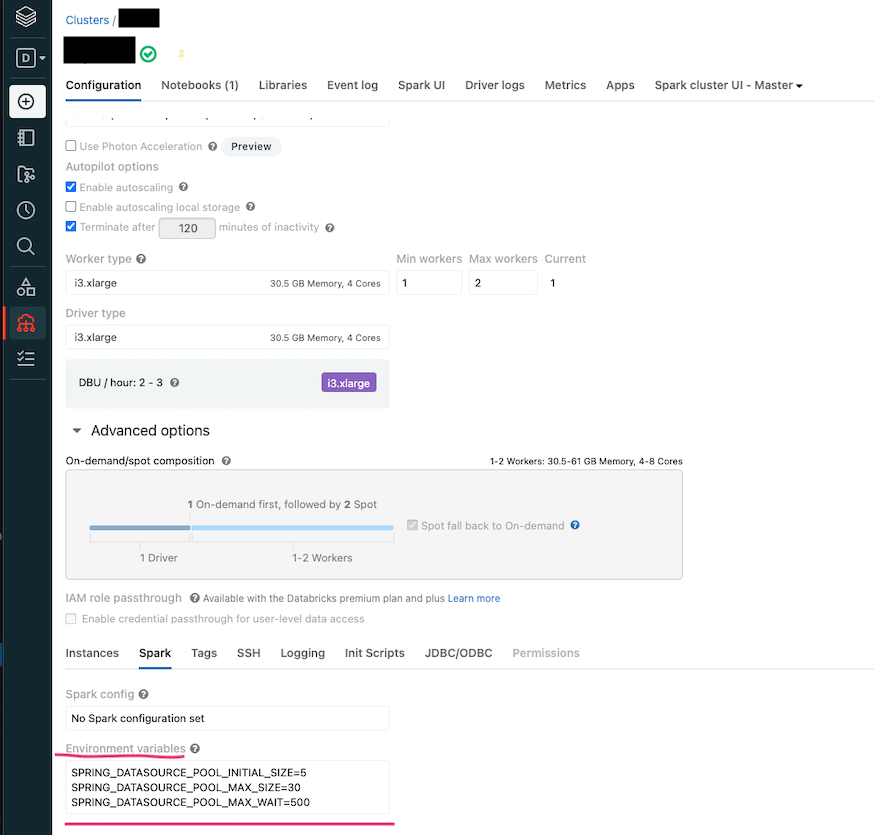 Clusters /
D
Configuration Notebooks (1) Libraries Event log Spark UI Driver logs Metrics Apps Spark cluster UI - Master
Use Photon Acceleration ? Preview
Autopilot options
Enable autoscaling ?
Enable autoscaling local storage ?
Terminate after 120 minutes of inactivity ?
Worker type ? Min workers Max workers Current
i3.xlarge 30.5 GB Memory, 4 Cores 1 2 1
Driver type
i3.xlarge 30.5 GB Memory, 4 Cores
DBU / hour: 2 - 3 ? i3.xlarge
Advanced options
On-demand/spot composition ? 1-2 Workers: 30.5-61 GB Memory, 4-8 Cores
1 On-demand first, followed by 2 Spot
Spot fall back to On-demand ?
1 Driver 1-2 Workers
IAM role passthrough ? Available with the Databricks premium plan and plus Learn more
Enable credential passthrough for user-level data access
Instances Spark Tags SSH Logging Init Scripts JDBC/ODBC Permissions
Spark config ?
No Spark configuration set
Environment variables ?
SPRING_DATASOURCE_POOL_INITIAL_SIZE=5
SPRING_DATASOURCE_POOL_MAX_SIZE=30
SPRING_DATASOURCE_POOL_MAX_WAIT=500